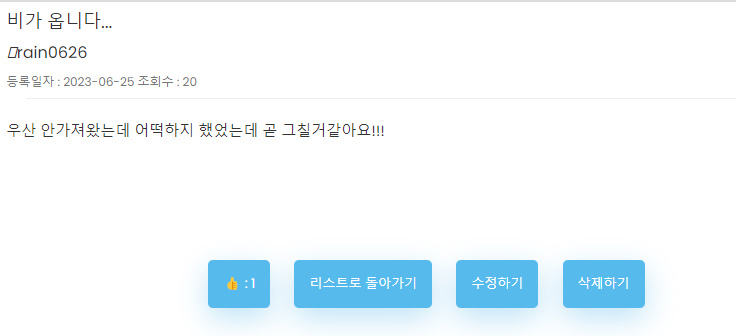 비가 옵니다...
rain0626
등록일자 : 2023-06-25 조회수 : 20
우산 안가져왔는데 어떡하지 했었는데 곧 그칠거같아요!!!
👍 : 1
리스트로 돌아가기
수정하기
삭제하기